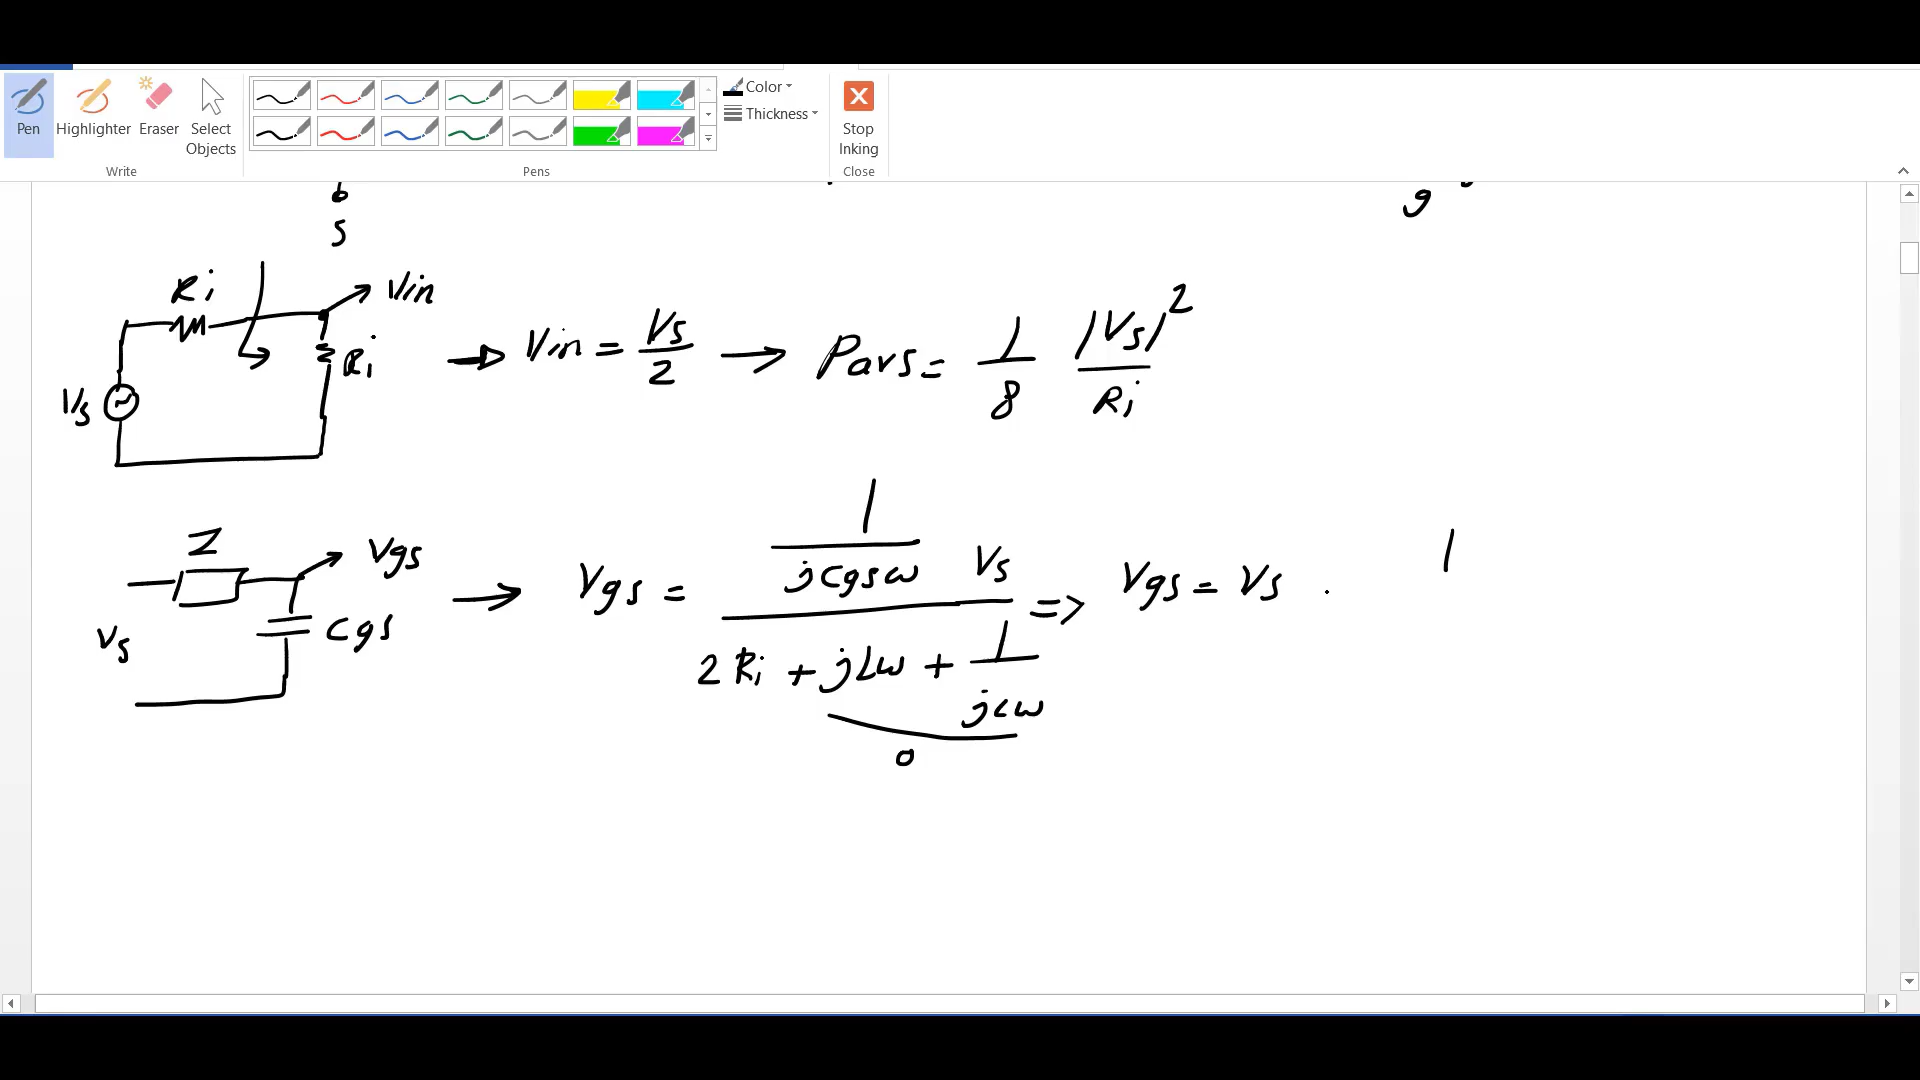 Pen
Highlighter
Eraser
Select Objects
Color
Thickness
Stop Inking
Write
Pens
Close
b
s
g
Ri
Vin
Ri
Vs
Vin = Vs/2
Pavs = 1/8 |Vs|²/Ri
Z
Vgs
Cgs
Vs
Vgs = (1/jCgsω Vs)/(2Ri + jLω + 1/jCω) => Vgs = Vs . 1
0